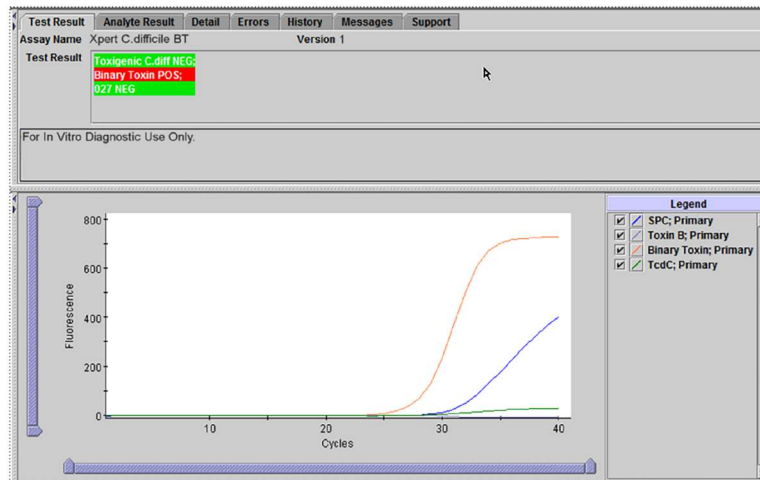 Test Result Analyte Result Detail Errors History Messages Support
Assay Name Xpert C.difficile BT Version 1
Test Result
Toxigenic C.diff NEG;
Binary Toxin POS;
027 NEG
For In Vitro Diagnostic Use Only.
800
600
400
200
0
10 20 30 40
Fluorescence
Cycles
Legend
SPC; Primary
Toxin B; Primary
Binary Toxin; Primary
TcdC; Primary